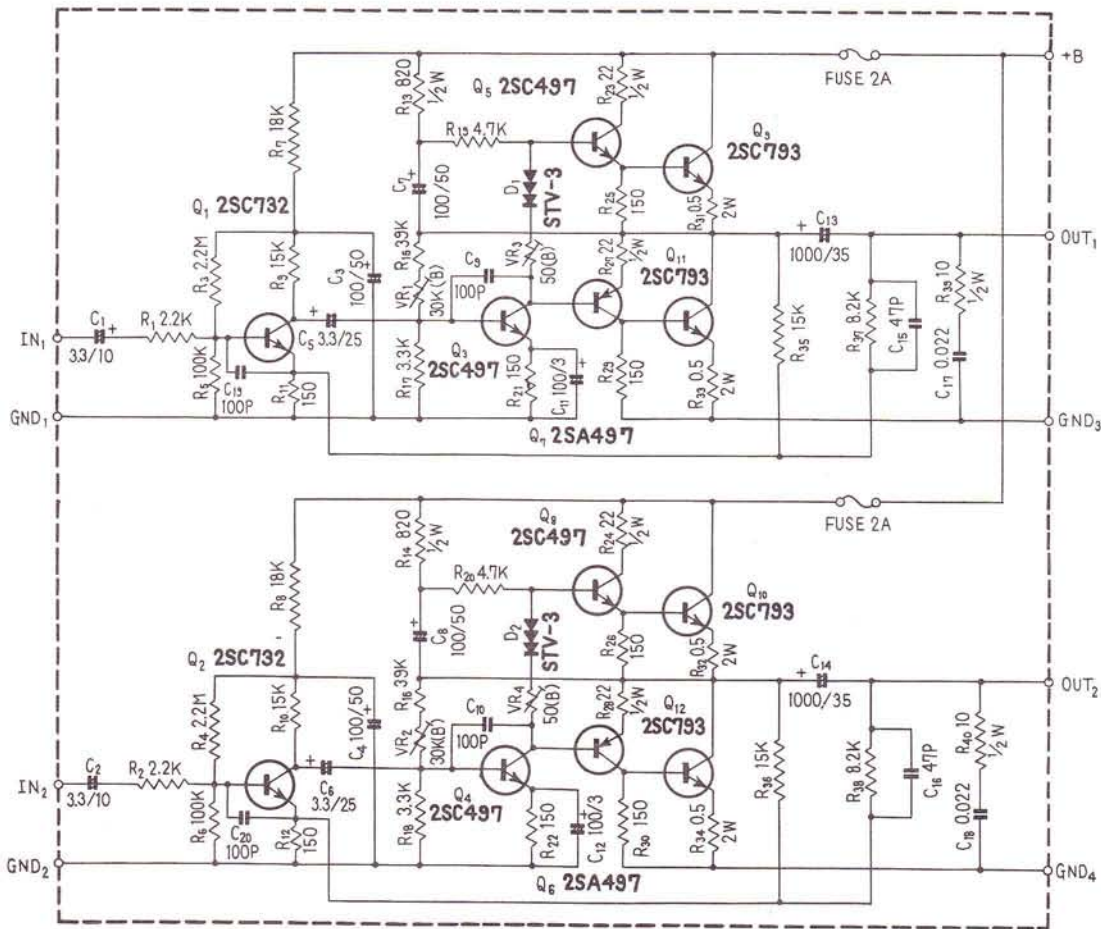 +B
FUSE 2A
R₁₃ 820
½W
Q₅ 2SC497
R₂₃ 22
½W
R₇ 18K
R₁₅ 4.7K
Q₉
2SC793
C₇
100/50
D₁
STV-3
R₂₅
150
R₃₁ 0.5
2W
Q₁ 2SC732
C₁₃
1000/35
OUT₁
R₃ 2.2M
R₉ 15K
C₃
100/50
R₁₆ 39K
VR₁
30K(B)
C₉
100P
VR₃
50(B)
½W
Q₁₁
2SC793
R₃₉ 10
½W
IN₁
C₁
3.3/10
R₁ 2.2K
C₅ 3.3/25
R₃₅ 15K
R₃₇ 8.2K
C₁₅ 47P
R₅ 100K
C₁₉
100P
R₁₁
150
R₁₇ 3.3K
Q₃
2SC497
R₂₁ 150
C₁₁ 100/3
R₂₉
150
R₃₃ 0.5
2W
C₁₇ 0.022
GND₁
GND₃
Q₇ 2SA497
FUSE 2A
R₁₄ 820
½W
Q₈
2SC497
R₂₄ 22
½W
R₈ 18K
R₂₀ 4.7K
Q₁₀
2SC793
C₈
100/50
D₂
STV-3
R₂₆
150
R₃₂ 0.5
2W
Q₂ 2SC732
C₁₄
1000/35
OUT₂
R₄ 2.2M
R₁₀ 15K
C₄ 100/50
R₁₆ 39K
VR₂
30K(B)
C₁₀
100P
VR₄
50(B)
R₂₈ 22
½W
Q₁₂
2SC793
R₄₀ 10
½W
IN₂
C₂
3.3/10
R₂ 2.2K
C₆
3.3/25
R₃₆ 15K
R₃₈ 8.2K
C₁₆ 47P
R₆ 100K
C₂₀
100P
R₁₂
150
R₁₈ 3.3K
Q₄
2SC497
R₂₂ 150
C₁₂ 100/3
R₃₀ 150
R₃₄ 0.5
2W
C₁₈ 0.022
GND₂
GND₄
Q₆ 2SA497